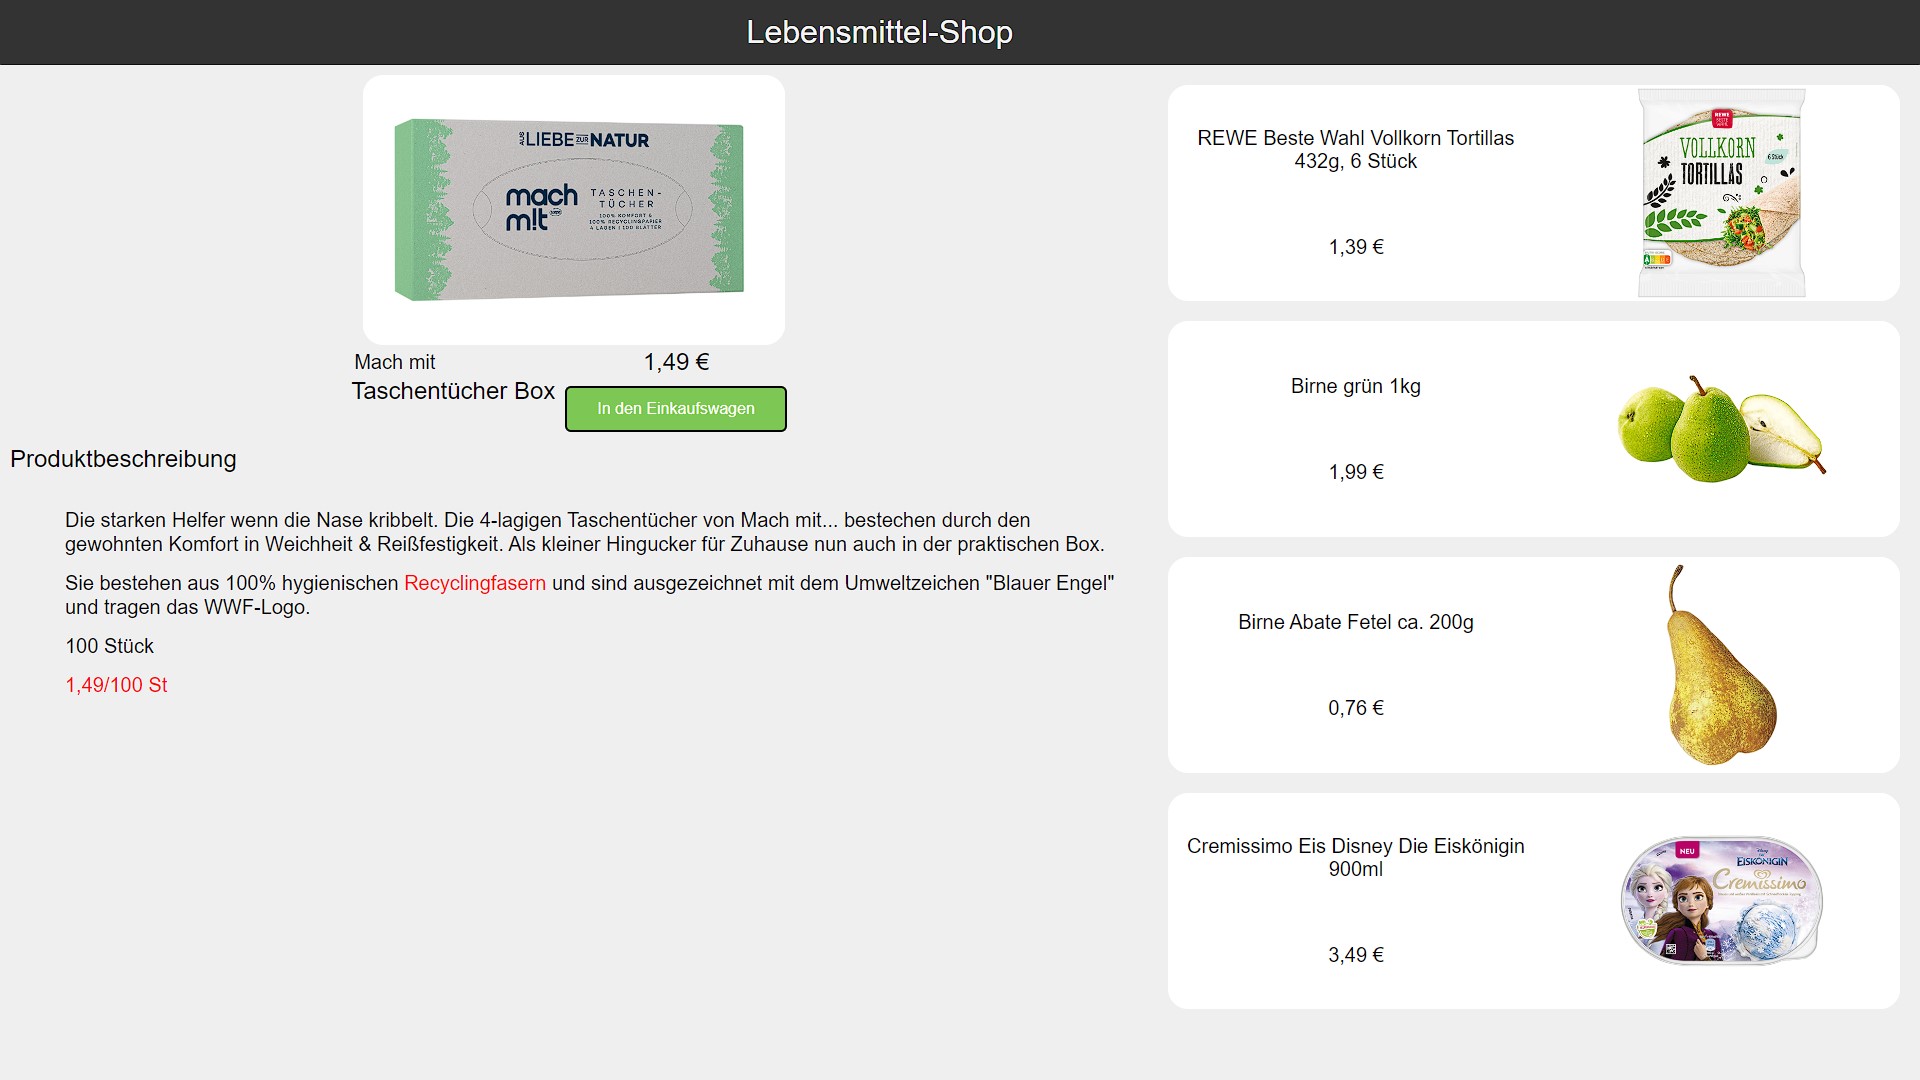 Lebensmittel-Shop
AUS LIEBE ZUR NATUR
mach
m!t
TASCHEN-
TÜCHER
100% KOMFORT &
100% RECYCLINGPAPIER
4 LAGEN | 100 BLÄTTER
Mach mit
1,49 €
Taschentücher Box
In den Einkaufswagen
Produktbeschreibung
Die starken Helfer wenn die Nase kribbelt. Die 4-lagigen Taschentücher von Mach mit... bestechen durch den
gewohnten Komfort in Weichheit & Reißfestigkeit. Als kleiner Hingucker für Zuhause nun auch in der praktischen Box.
Sie bestehen aus 100% hygienischen Recyclingfasern und sind ausgezeichnet mit dem Umweltzeichen "Blauer Engel"
und tragen das WWF-Logo.
100 Stück
1,49/100 St
REWE Beste Wahl Vollkorn Tortillas
432g, 6 Stück
1,39 €
REWE
BESTE
WAHL
VOLLKORN
TORTILLAS
6 Stück
Birne grün 1kg
1,99 €
Birne Abate Fetel ca. 200g
0,76 €
Cremissimo Eis Disney Die Eiskönigin
900ml
3,49 €
NEU
Disney
EISKÖNIGIN
Cremissimo